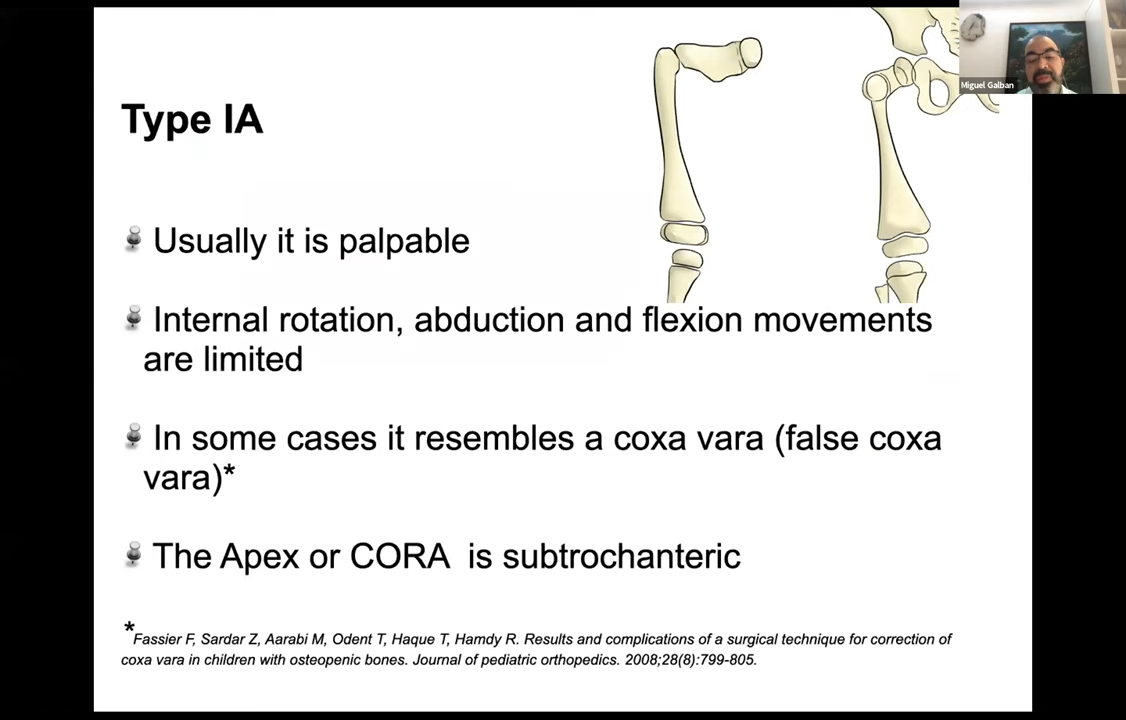 Miguel Galban
Type IA
Usually it is palpable
Internal rotation, abduction and flexion movements
are limited
In some cases it resembles a coxa vara (false coxa
vara)*
The Apex or CORA is subtrochanteric
*Fassier F, Sardar Z, Aarabi M, Odent T, Haque T, Hamdy R. Results and complications of a surgical technique for correction of
coxa vara in children with osteopenic bones. Journal of pediatric orthopedics. 2008;28(8):799-805.